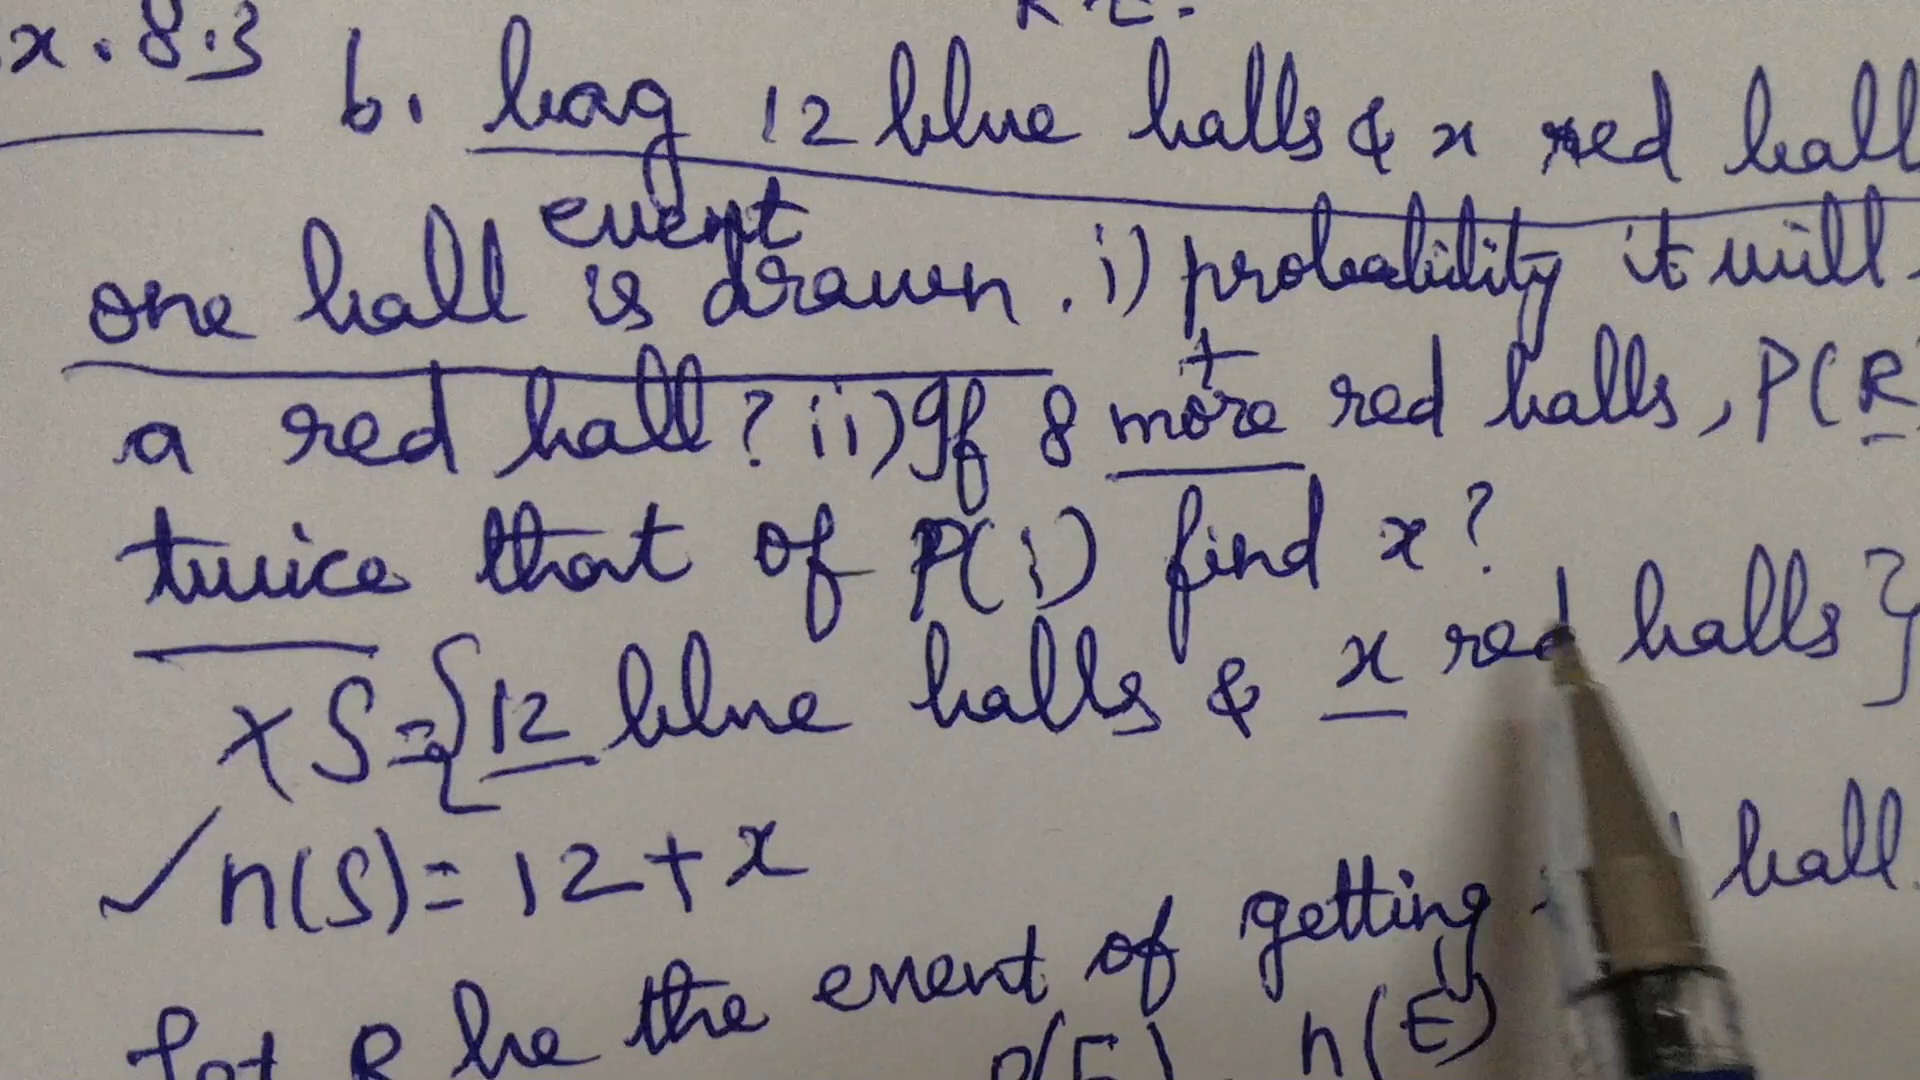 x.8.3 6. bag 12 blue balls & x red ball
event
one ball is drawn. i) probability it will
+
a red ball? ii) If 8 more red balls, P(R)
twice that of P(i) find x?
x S={12 blue balls & x red balls}
✓ n(S)=12+x
Let R be the event of getting ball.
n(E)